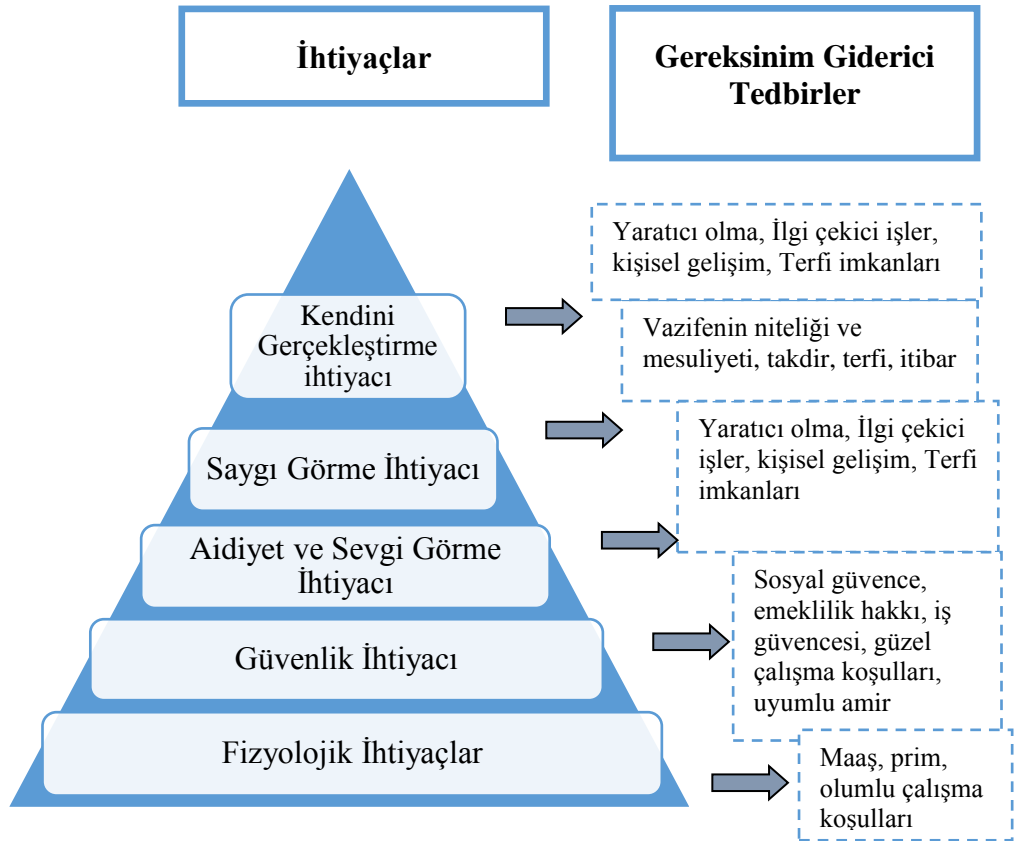 İhtiyaçlar
Gereksinim Giderici
Tedbirler
Kendini
Gerçekleştirme
ihtiyacı
Yaratıcı olma, İlgi çekici işler,
kişisel gelişim, Terfi imkanları
Saygı Görme İhtiyacı
Vazifenin niteliği ve
mesuliyeti, takdir, terfi, itibar
Aidiyet ve Sevgi Görme
İhtiyacı
Yaratıcı olma, İlgi çekici
işler, kişisel gelişim, Terfi
imkanları
Güvenlik İhtiyacı
Sosyal güvence,
emeklilik hakkı, iş
güvencesi, güzel
çalışma koşulları,
uyumlu amir
Fizyolojik İhtiyaçlar
Maaş, prim,
olumlu çalışma
koşulları